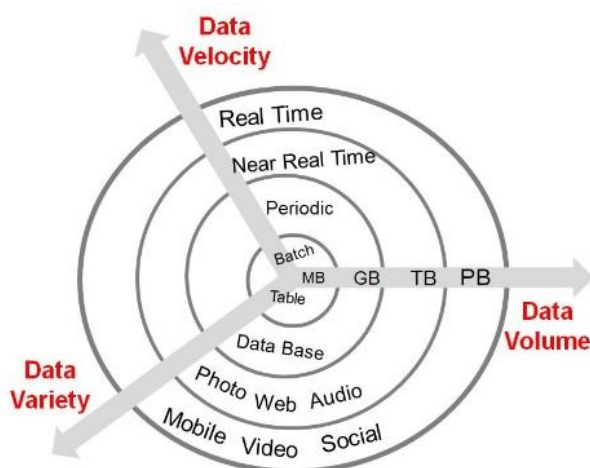 Data
Velocity
Real Time
Near Real Time
Periodic
Batch
MB GB TB PB
Table
Data
Volume
Data Base
Data
Variety
Photo Web Audio
Mobile Video Social